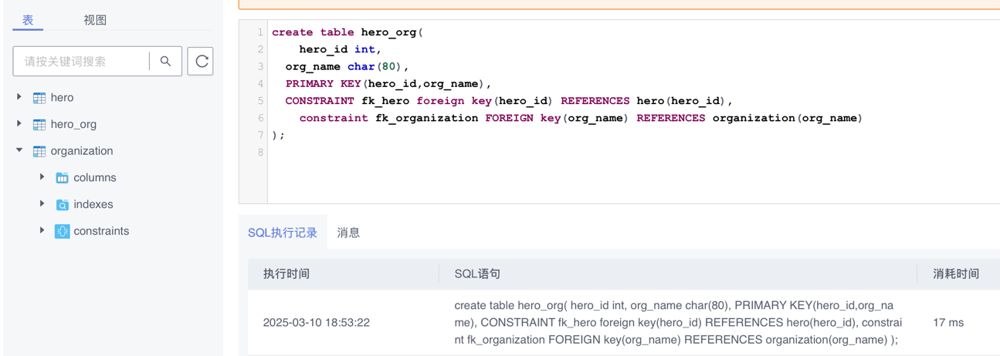 表
视图
请按关键词搜索
hero
hero_org
organization
columns
indexes
constraints
1 create table hero_org(
2 hero_id int,
3 org_name char(80),
4 PRIMARY KEY(hero_id,org_name),
5 CONSTRAINT fk_hero foreign key(hero_id) REFERENCES hero(hero_id),
6 constraint fk_organization FOREIGN key(org_name) REFERENCES organization(org_name)
7 );
8
SQL执行记录
消息
执行时间
SQL语句
消耗时间
2025-03-10 18:53:22
create table hero_org( hero_id int, org_name char(80), PRIMARY KEY(hero_id,org_na
me), CONSTRAINT fk_hero foreign key(hero_id) REFERENCES hero(hero_id), constrai
nt fk_organization FOREIGN key(org_name) REFERENCES organization(org_name) );
17 ms